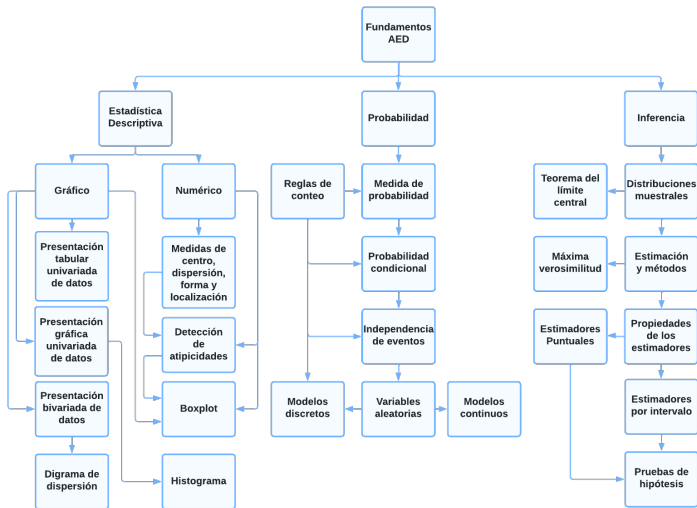 Fundamentos
AED
Estadística
Descriptiva
Probabilidad
Inferencia
Gráfico
Numérico
Reglas de
conteo
Medida de
probabilidad
Teorema del
límite
central
Distribuciones
muestrales
Presentación
tabular
univariada
de datos
Medidas de
centro,
dispersión,
forma y
localización
Probabilidad
condicional
Máxima
verosimilitud
Estimación
y métodos
Presentación
gráfica
univariada
de datos
Detección
de
atipicidades
Independencia
de eventos
Estimadores
Puntuales
Propiedades
de los
estimadores
Presentación
bivariada de
datos
Boxplot
Modelos
discretos
Variables
aleatorias
Modelos
continuos
Estimadores
por intervalo
Digrama de
dispersión
Histograma
Pruebas de
hipótesis